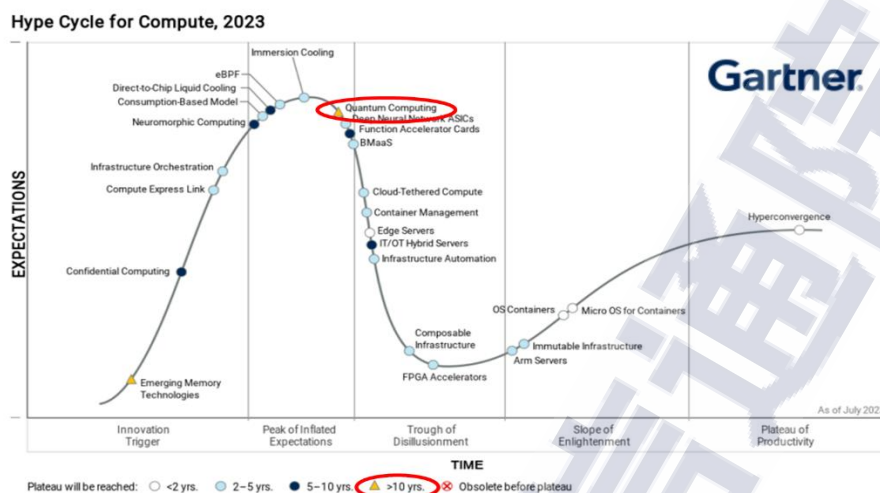 Hype Cycle for Compute, 2023
Gartner
Immersion Cooling
eBPF
Direct-to-Chip Liquid Cooling
Consumption-Based Model
Neuromorphic Computing
Quantum Computing
Deep Neural Network ASICs
Function Accelerator Cards
BMaaS
Infrastructure Orchestration
Compute Express Link
Cloud-Tethered Compute
Container Management
Edge Servers
IT/OT Hybrid Servers
Infrastructure Automation
Hyperconvergence
Confidential Computing
OS Containers
Micro OS for Containers
Composable
Infrastructure
Immutable Infrastructure
Arm Servers
FPGA Accelerators
Emerging Memory
Technologies
EXPECTATIONS
As of July
Innovation
Trigger
Peak of Inflated
Expectations
Trough of
Disillusionment
Slope of
Enlightenment
Plateau of
Productivity
TIME
Plateau will be reached: <2 yrs. 2–5 yrs. 5–10 yrs. >10 yrs. Obsolete before plateau